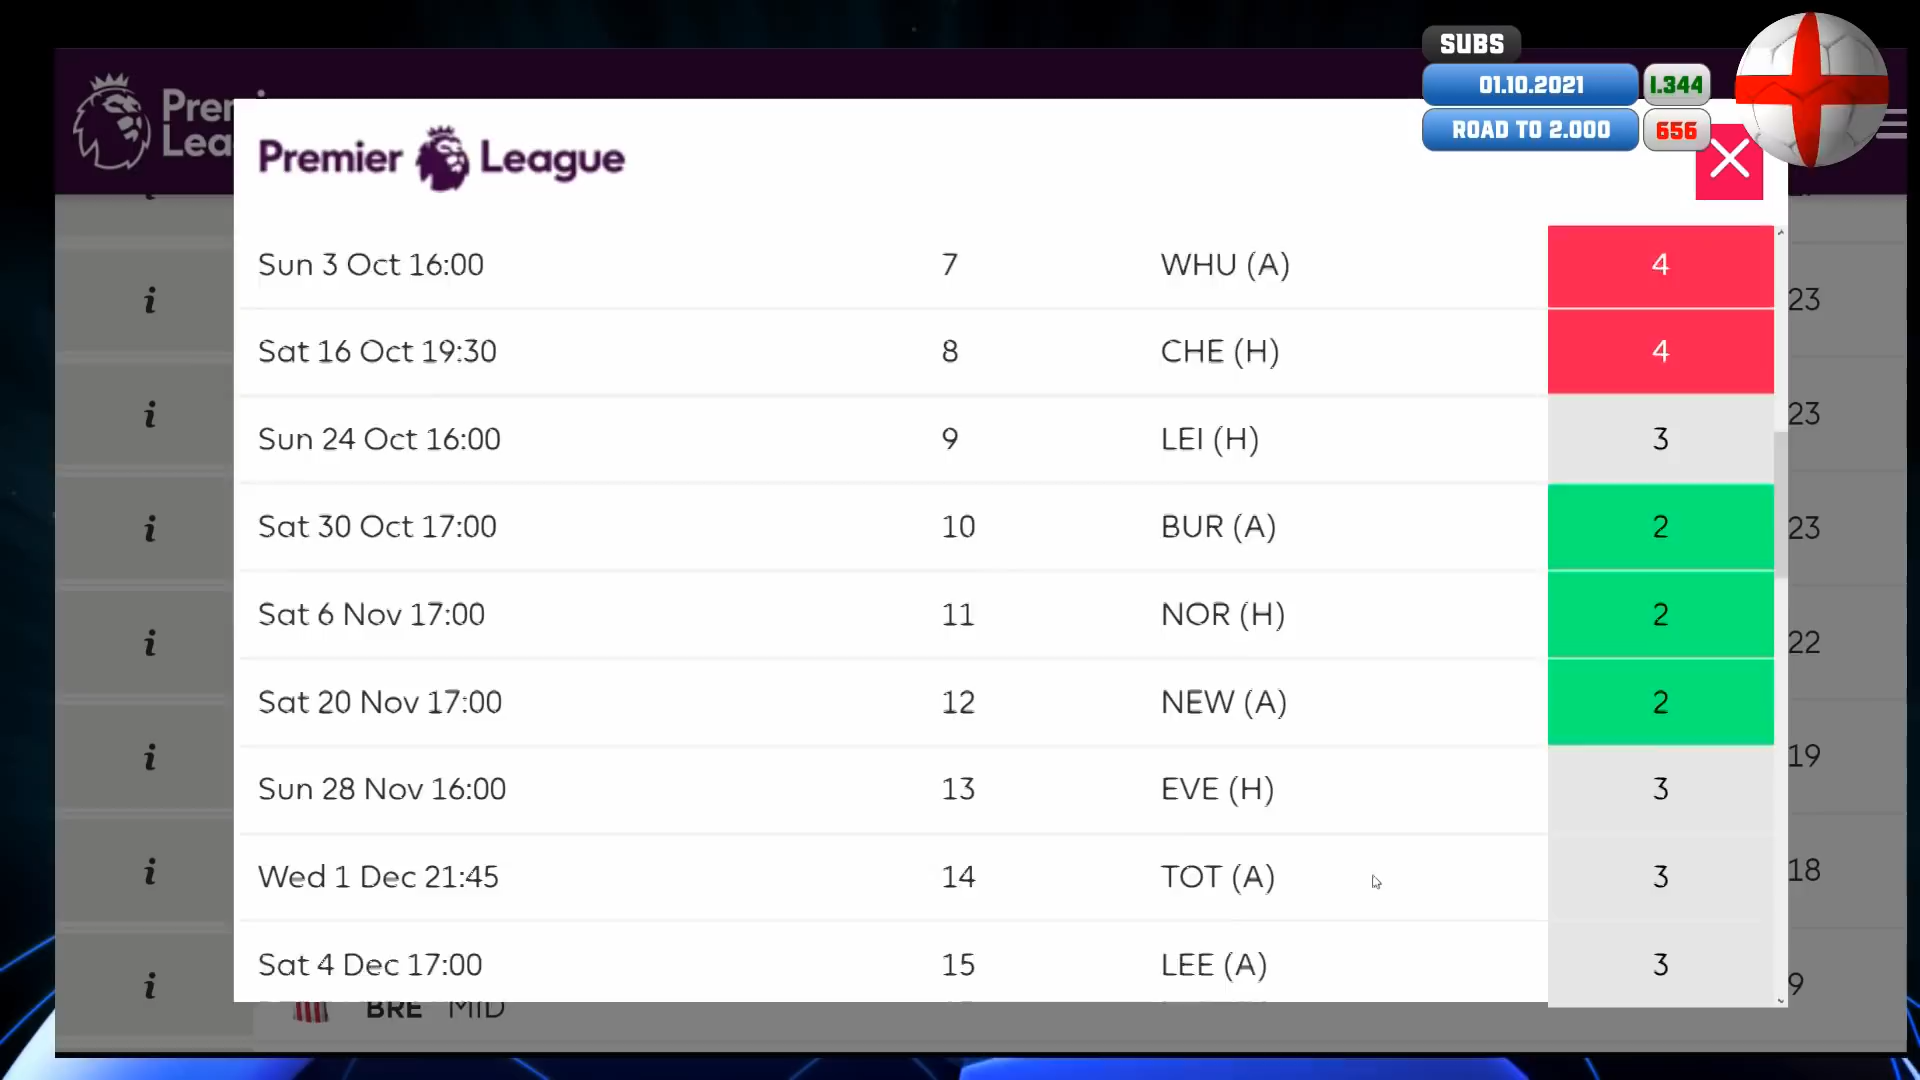 SUBS
01.10.2021 1.344
ROAD TO 2.000 656
Premier League
Sun 3 Oct 16:00 7 WHU (A) 4
Sat 16 Oct 19:30 8 CHE (H) 4
Sun 24 Oct 16:00 9 LEI (H) 3
Sat 30 Oct 17:00 10 BUR (A) 2
Sat 6 Nov 17:00 11 NOR (H) 2
Sat 20 Nov 17:00 12 NEW (A) 2
Sun 28 Nov 16:00 13 EVE (H) 3
Wed 1 Dec 21:45 14 TOT (A) 3
Sat 4 Dec 17:00 15 LEE (A) 3
i 23
i 23
i 23
i 22
i 19
i 18
i 9
BRE MID